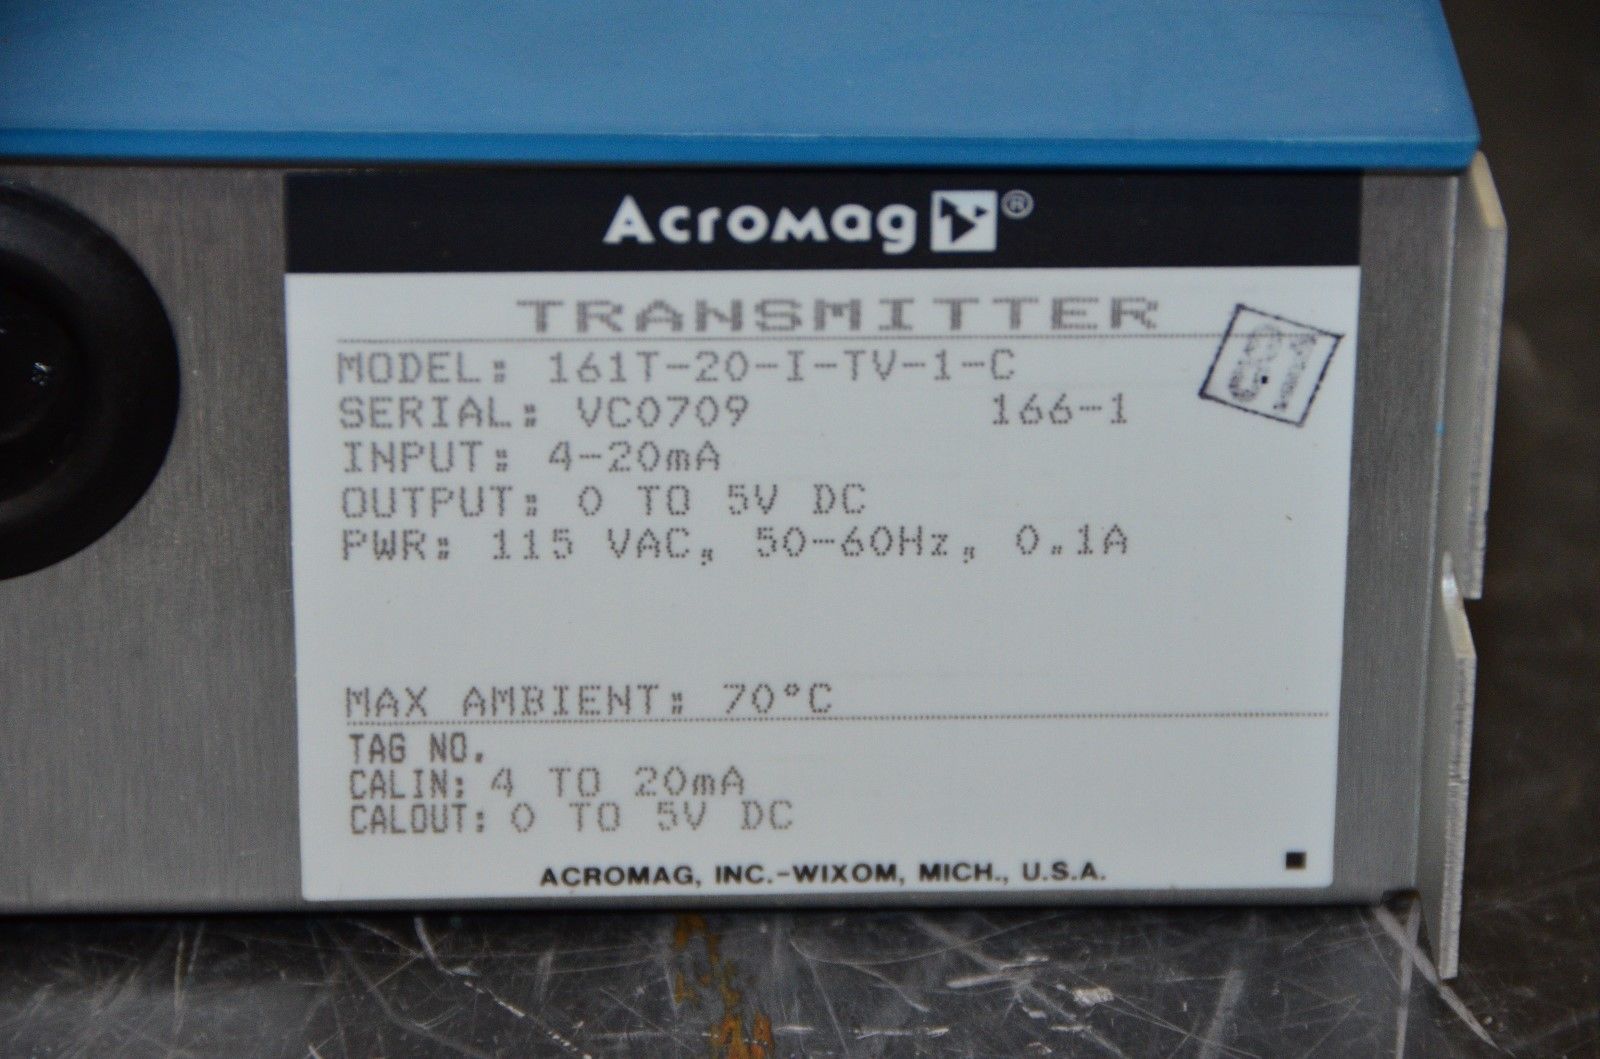 Acromag ®
TRANSMITTER
MODEL: 161T-20-I-TV-1-C
SERIAL: VC0709 166-1
INPUT: 4-20mA
OUTPUT: 0 TO 5V DC
PWR: 115 VAC, 50-60Hz, 0.1A
MAX AMBIENT: 70°C
TAG NO.
CALIN: 4 TO 20mA
CALOUT: 0 TO 5V DC
ACROMAG, INC.-WIXOM, MICH., U.S.A.